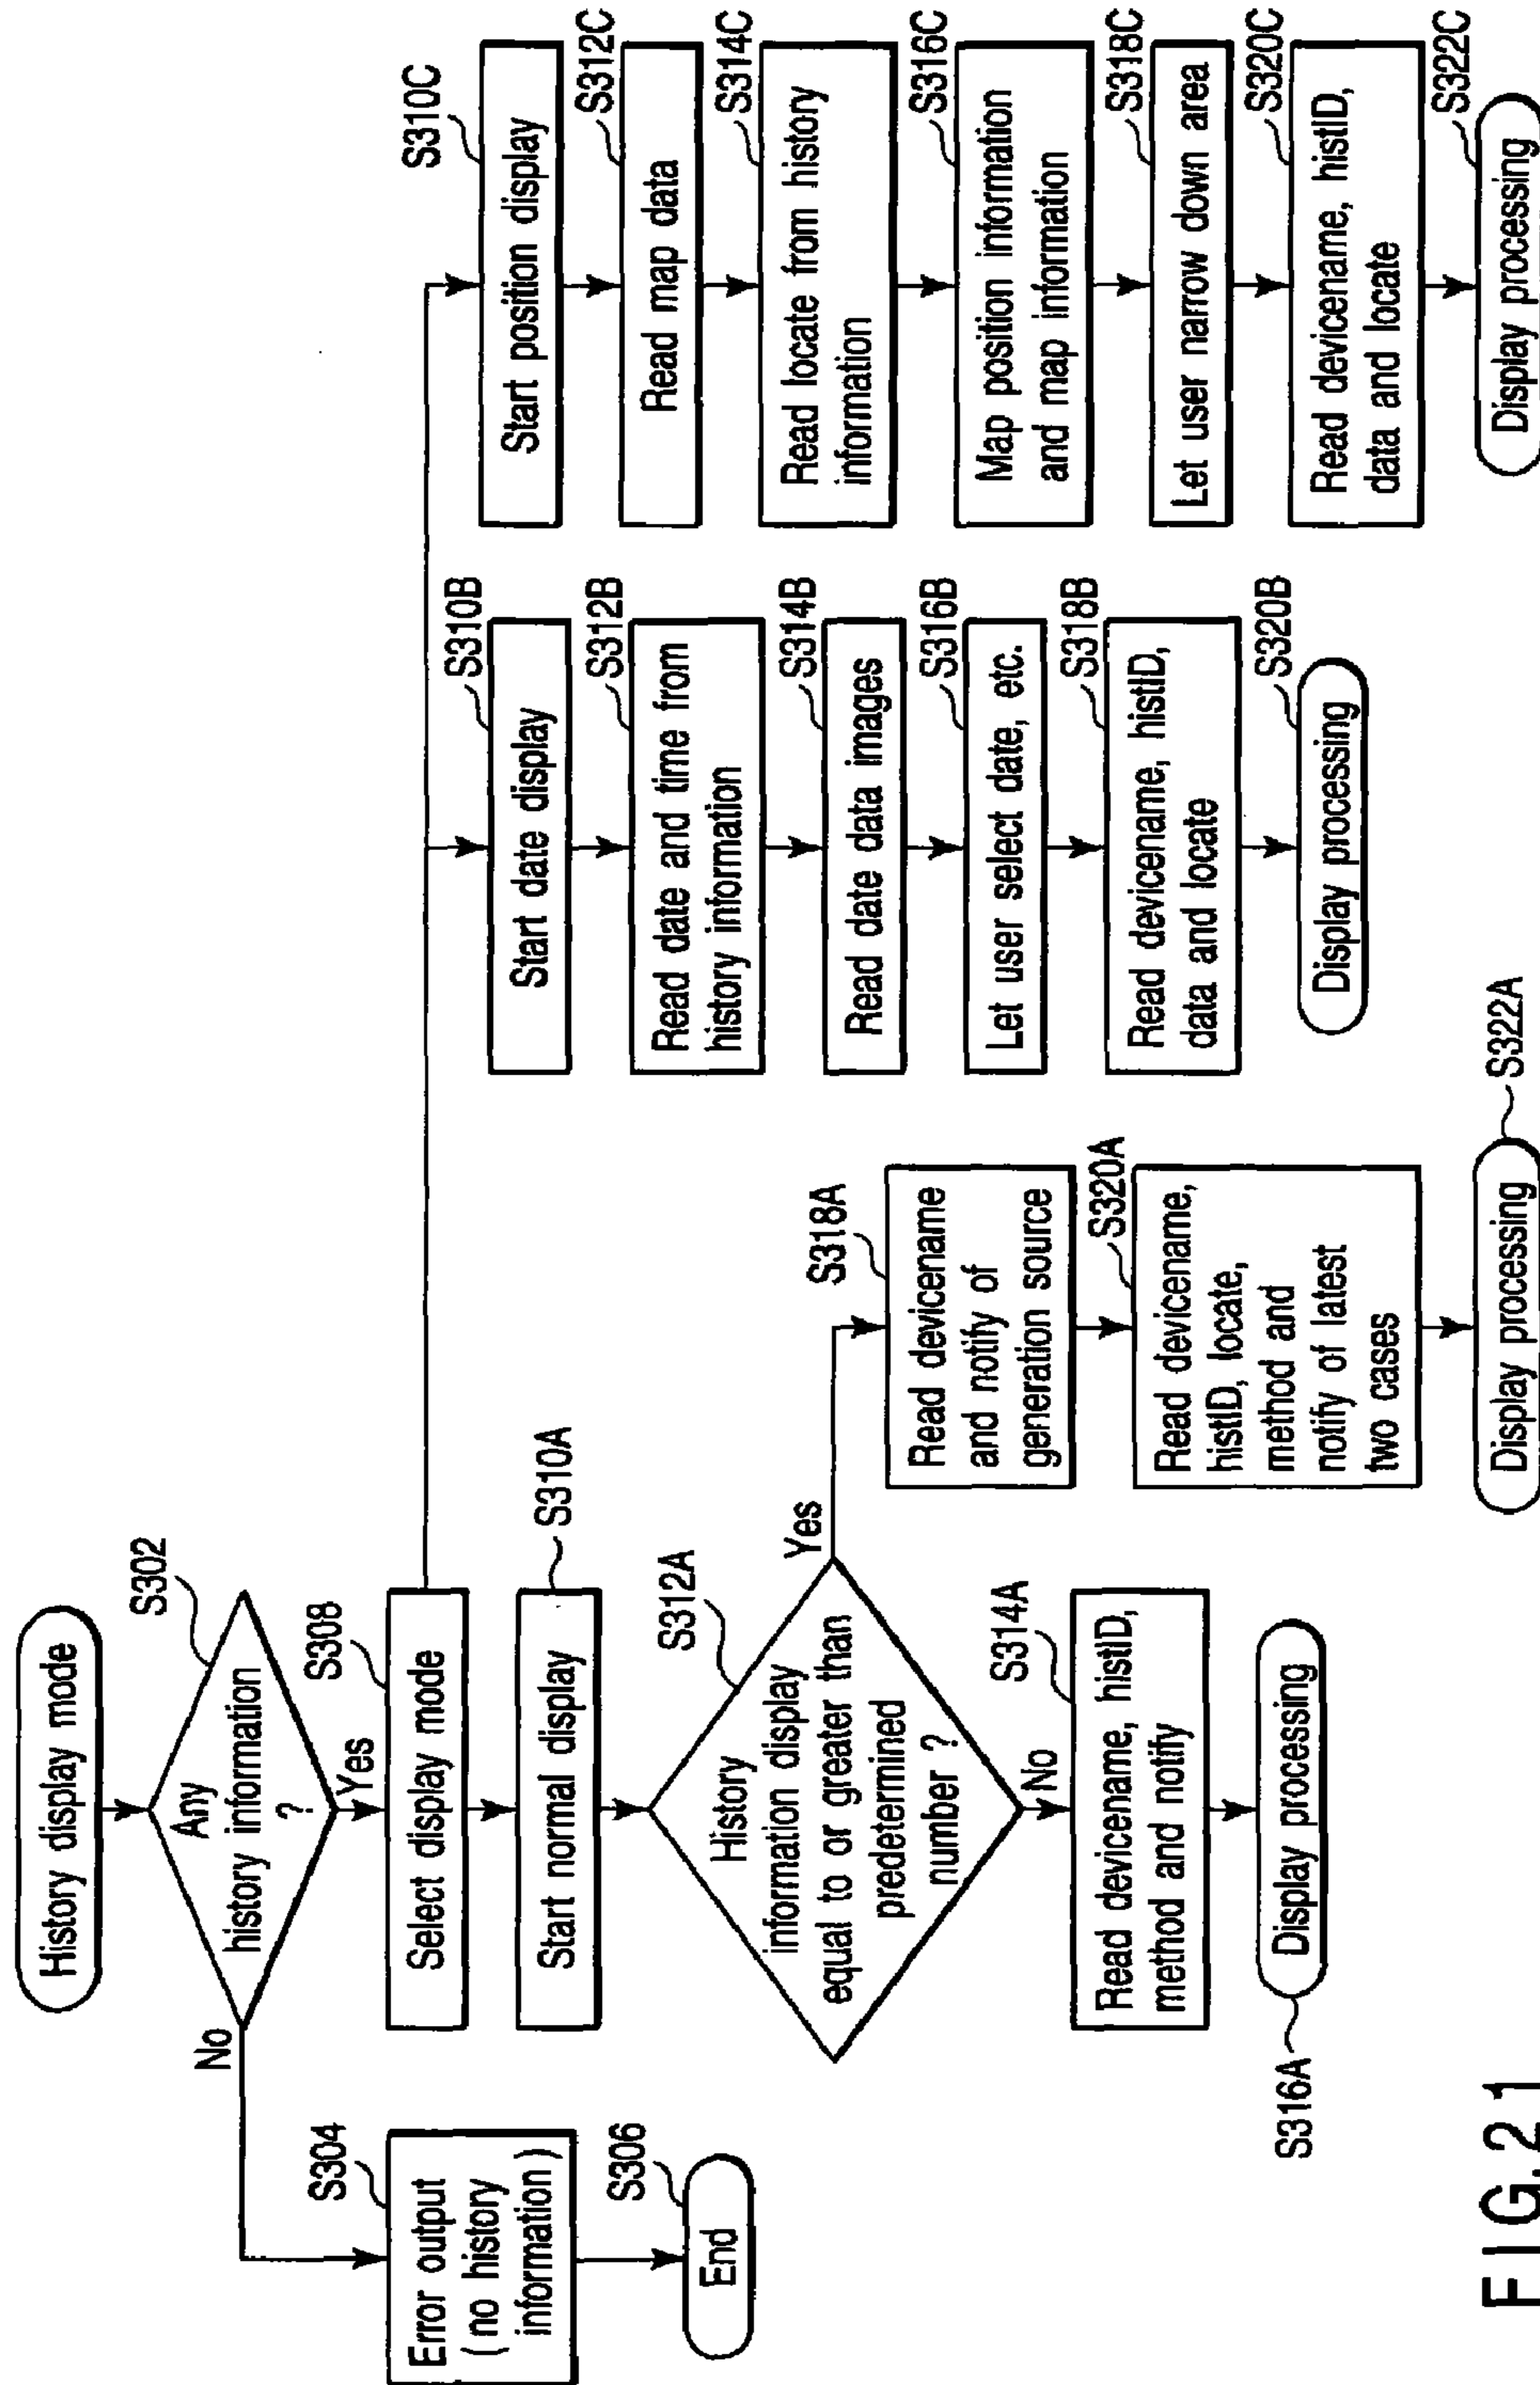 History display mode
S302
Any
history information
?
No
Yes
S304
Error output
(no history
information)
S306
End
S308
Select display mode
S310A
Start normal display
S312A
History
information display
equal to or greater than
predetermined
number ?
Yes
No
S314A
Read devicename, histID,
method and notify
Display processing
S316A
S318A
Read devicename
and notify of
generation source
S320A
Read devicename,
histID, locate,
method and
notify of latest
two cases
Display processing
S322A
S310B
Start date display
S312B
Read date and time from
history information
S314B
Read date data images
S316B
Let user select date, etc.
S318B
Read devicename, histID,
data and locate
S320B
Display processing
S310C
Start position display
S312C
Read map data
S314C
Read locate from history
information
S316C
Map position information
and map information
S318C
Let user narrow down area
S320C
Read devicename, histID,
data and locate
S322C
Display processing
FIG.21